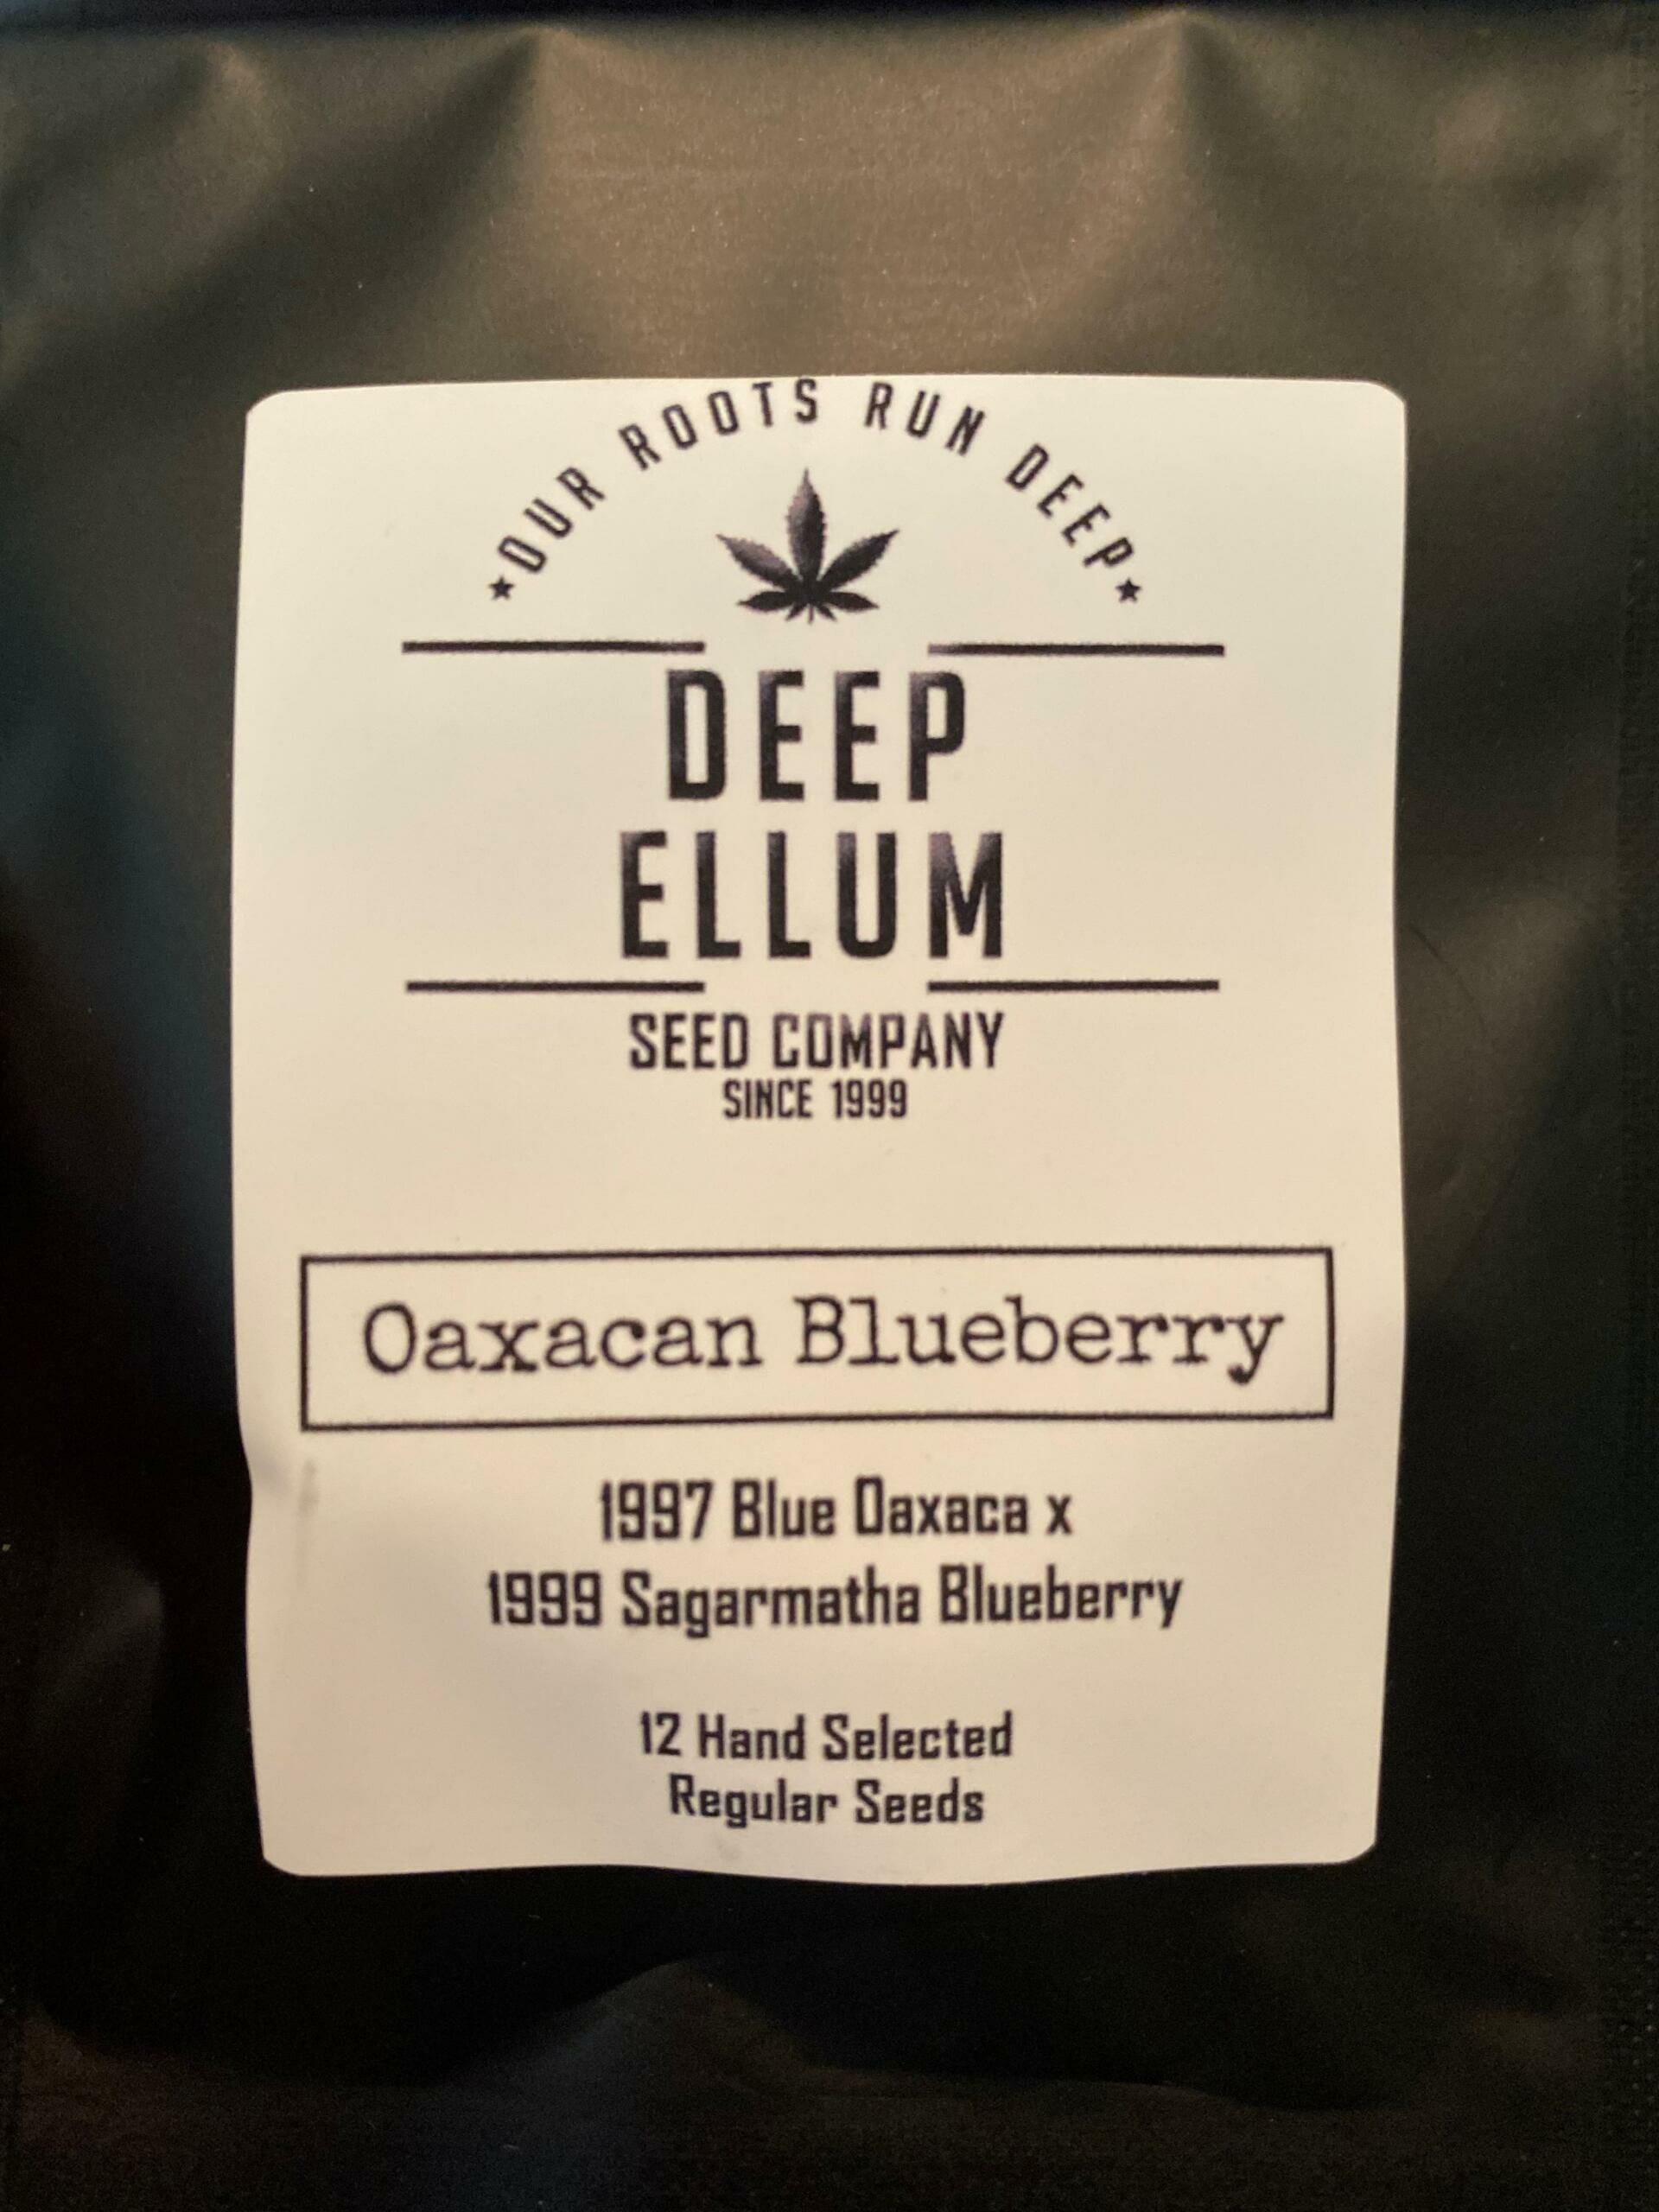 OUR ROOTS RUN DEEP
DEEP
ELLUM
SEED COMPANY
SINCE 1999
Oaxacan Blueberry
1997 Blue Oaxaca x
1999 Sagarmatha Blueberry
12 Hand Selected
Regular Seeds